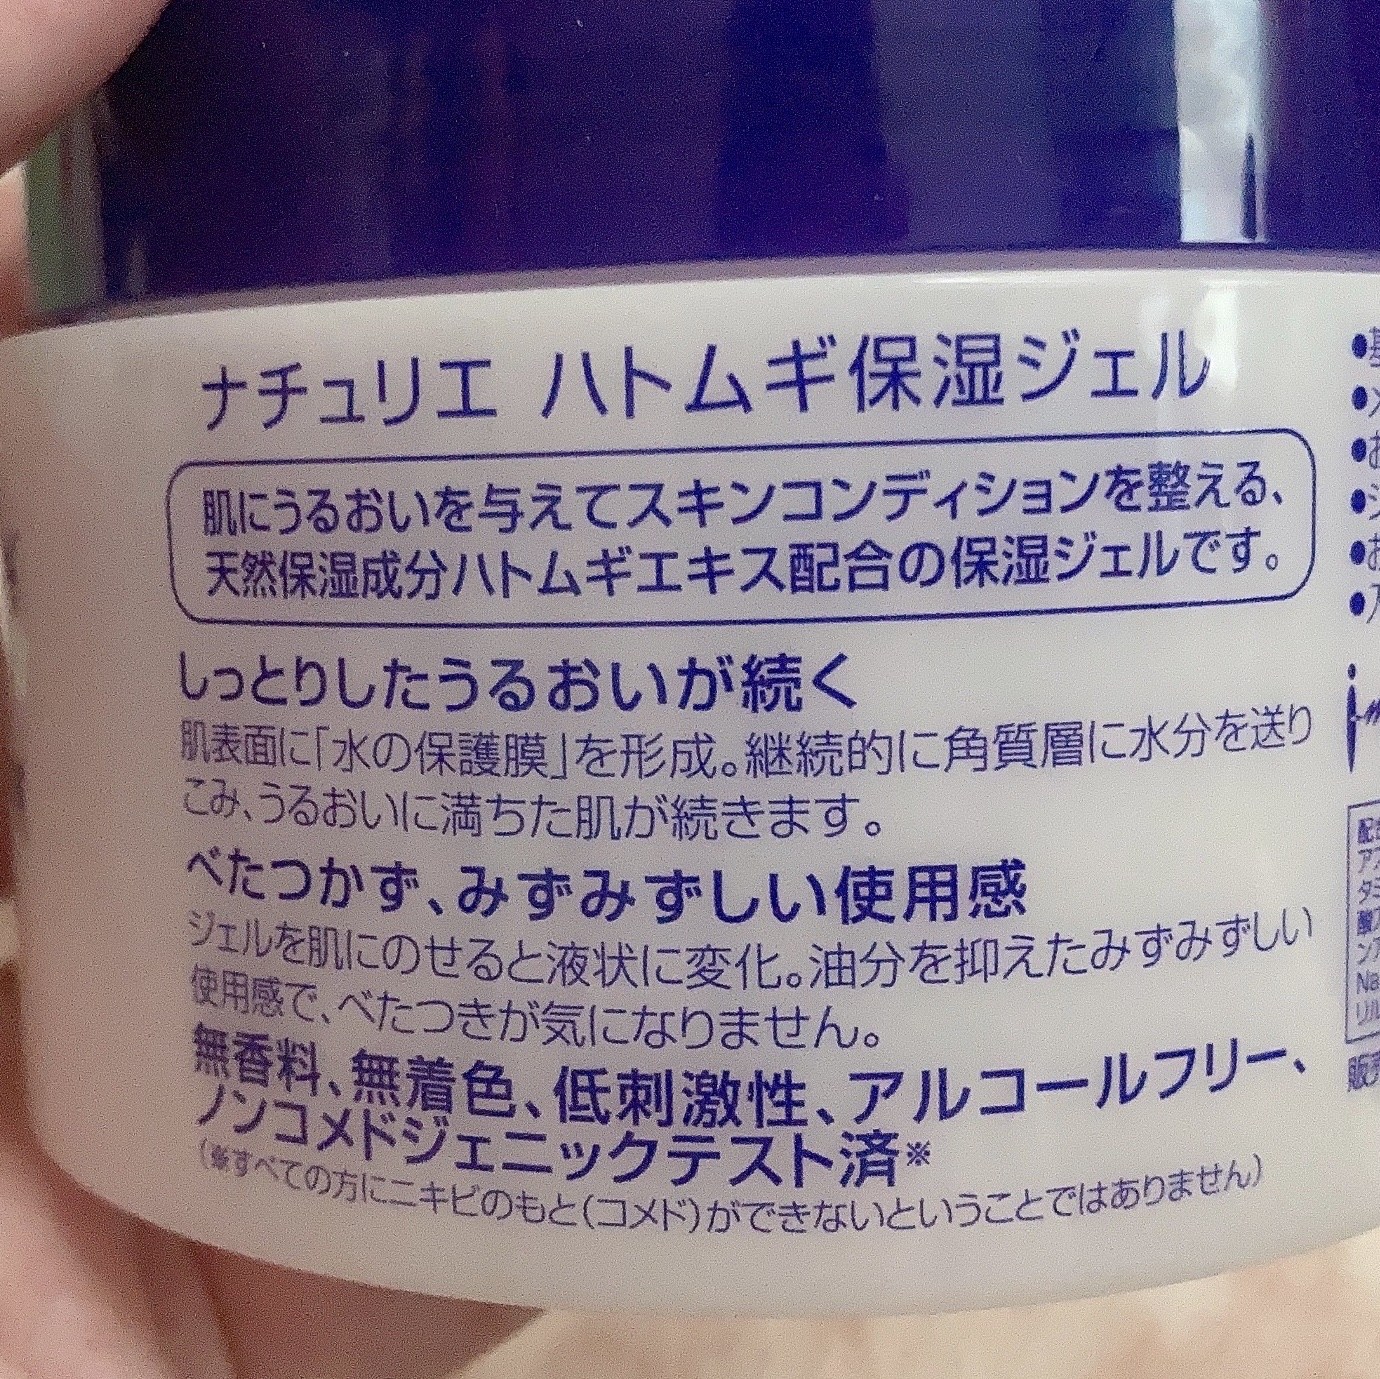 ナチュリエ ハトムギ保湿ジェル
肌にうるおいを与えてスキンコンディションを整える、
天然保湿成分ハトムギエキス配合の保湿ジェルです。
しっとりしたうるおいが続く
肌表面に「水の保護膜」を形成。継続的に角質層に水分を送り
こみ、うるおいに満ちた肌が続きます。
べたつかず、みずみずしい使用感
ジェルを肌にのせると液状に変化。油分を抑えたみずみずしい
使用感で、べたつきが気になりません。
無香料、無着色、低刺激性、アルコールフリー、
ノンコメドジェニックテスト済※
(※すべての方にニキビのもと(コメド)ができないということではありません)